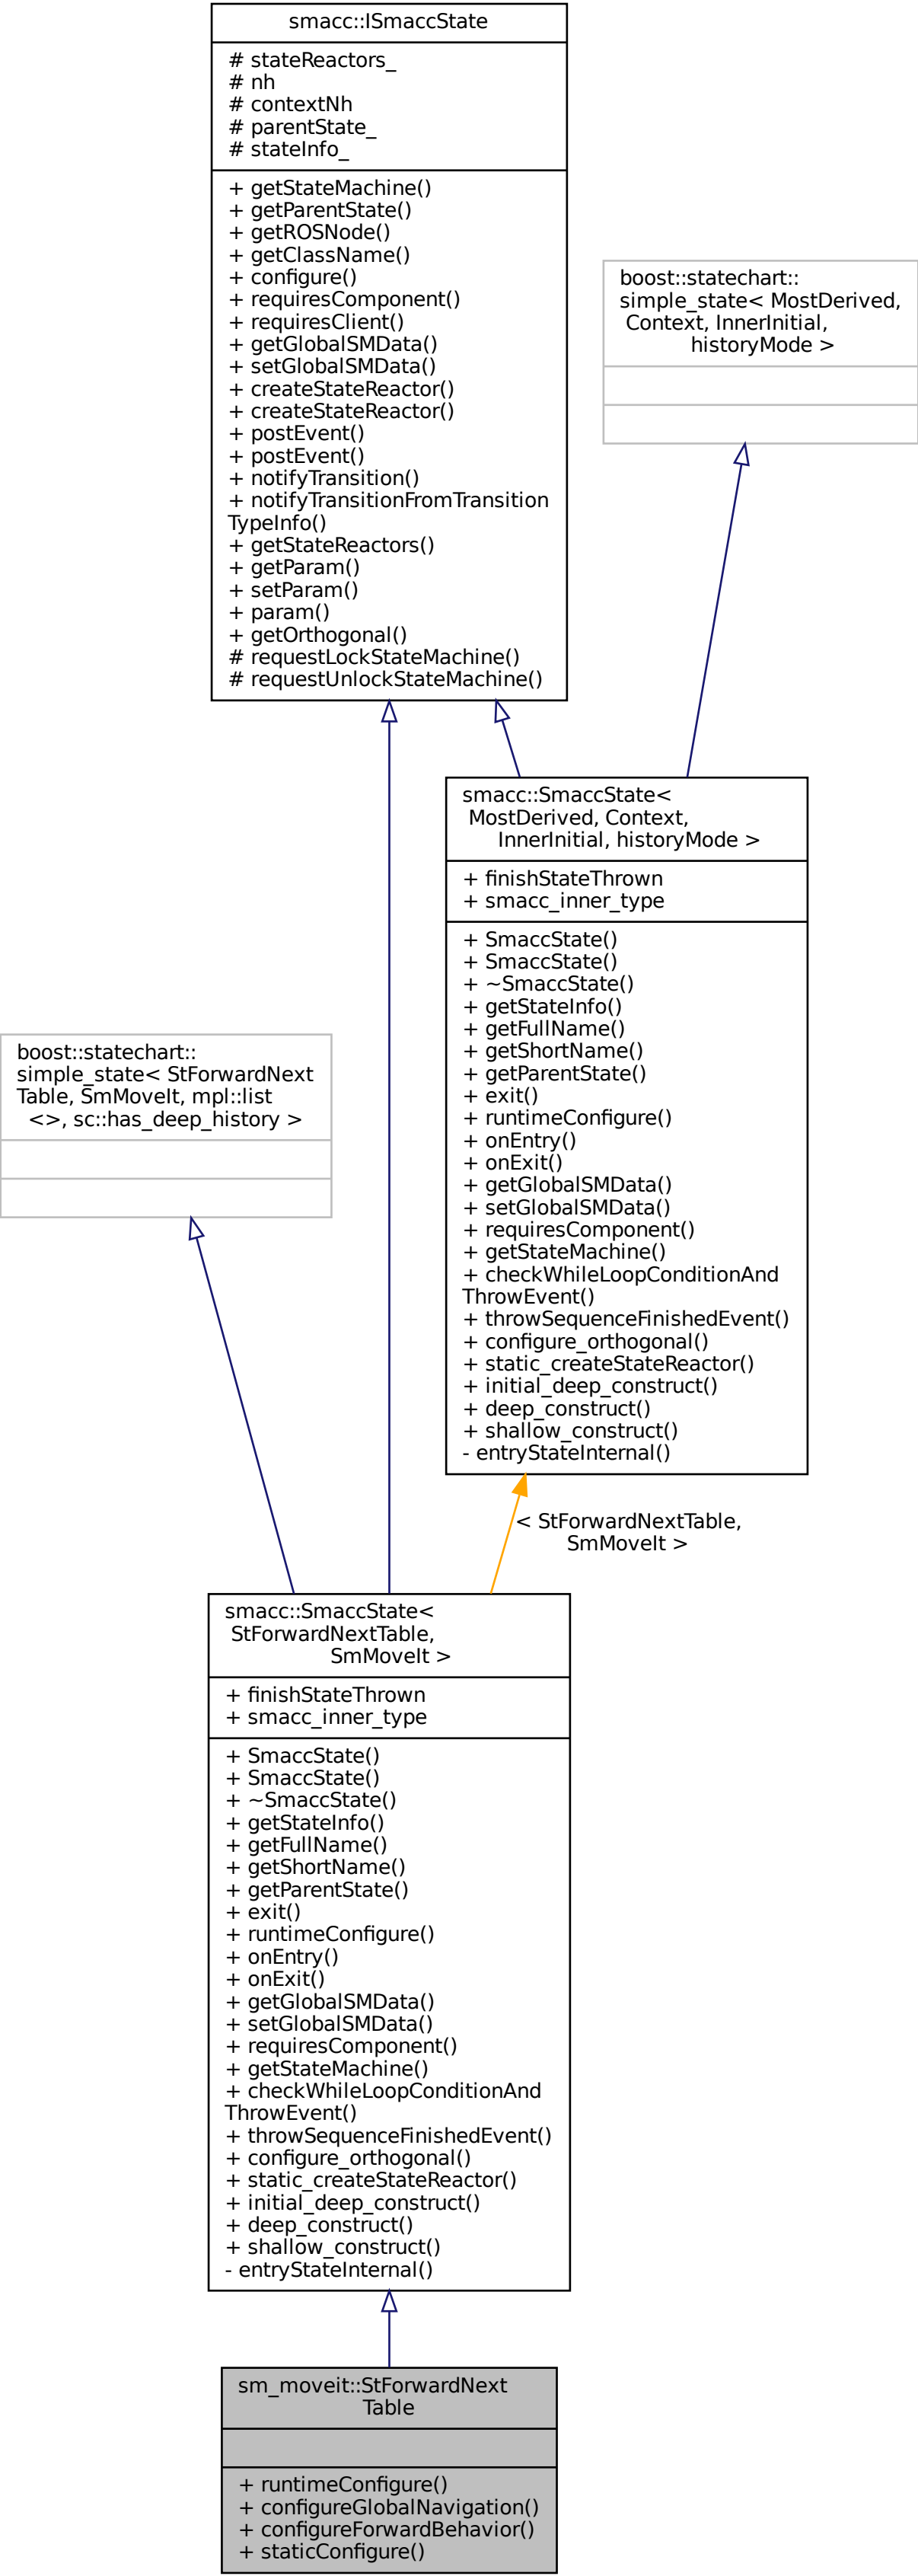 smacc::ISmaccState
# stateReactors_
# nh
# contextNh
# parentState_
# stateInfo_
+ getStateMachine()
+ getParentState()
+ getROSNode()
+ getClassName()
+ configure()
+ requiresComponent()
+ requiresClient()
+ getGlobalSMData()
+ setGlobalSMData()
+ createStateReactor()
+ createStateReactor()
+ postEvent()
+ postEvent()
+ notifyTransition()
+ notifyTransitionFromTransition
TypeInfo()
+ getStateReactors()
+ getParam()
+ setParam()
+ param()
+ getOrthogonal()
# requestLockStateMachine()
# requestUnlockStateMachine()
boost::statechart::
simple_state< MostDerived,
Context, InnerInitial,
historyMode >
smacc::SmaccState<
MostDerived, Context,
InnerInitial, historyMode >
+ finishStateThrown
+ smacc_inner_type
+ SmaccState()
+ SmaccState()
+ ~SmaccState()
+ getStateInfo()
+ getFullName()
+ getShortName()
+ getParentState()
+ exit()
+ runtimeConfigure()
+ onEntry()
+ onExit()
+ getGlobalSMData()
+ setGlobalSMData()
+ requiresComponent()
+ getStateMachine()
+ checkWhileLoopConditionAnd
ThrowEvent()
+ throwSequenceFinishedEvent()
+ configure_orthogonal()
+ static_createStateReactor()
+ initial_deep_construct()
+ deep_construct()
+ shallow_construct()
- entryStateInternal()
boost::statechart::
simple_state< StForwardNext
Table, SmMoveIt, mpl::list
<>, sc::has_deep_history >
< StForwardNextTable,
SmMoveIt >
smacc::SmaccState<
StForwardNextTable,
SmMoveIt >
+ finishStateThrown
+ smacc_inner_type
+ SmaccState()
+ SmaccState()
+ ~SmaccState()
+ getStateInfo()
+ getFullName()
+ getShortName()
+ getParentState()
+ exit()
+ runtimeConfigure()
+ onEntry()
+ onExit()
+ getGlobalSMData()
+ setGlobalSMData()
+ requiresComponent()
+ getStateMachine()
+ checkWhileLoopConditionAnd
ThrowEvent()
+ throwSequenceFinishedEvent()
+ configure_orthogonal()
+ static_createStateReactor()
+ initial_deep_construct()
+ deep_construct()
+ shallow_construct()
- entryStateInternal()
sm_moveit::StForwardNext
Table
+ runtimeConfigure()
+ configureGlobalNavigation()
+ configureForwardBehavior()
+ staticConfigure()